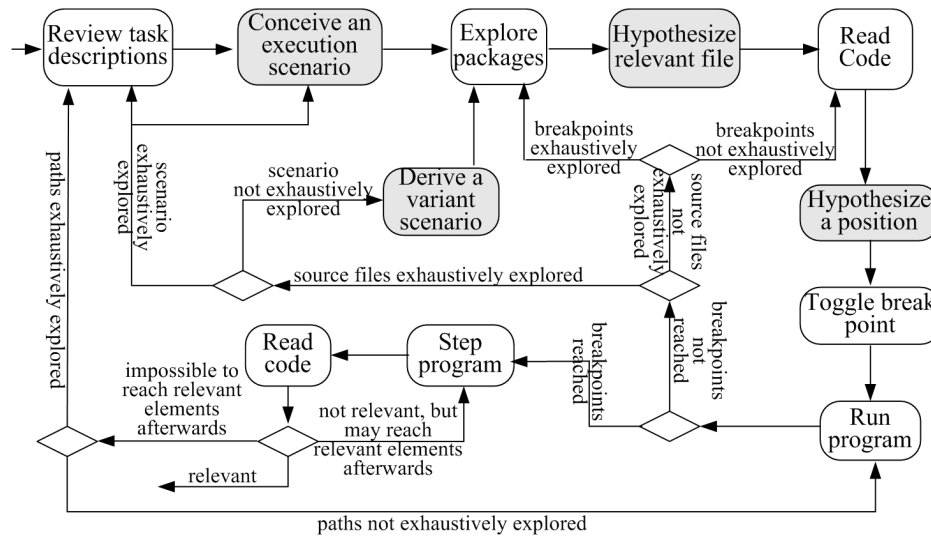 Review task
descriptions
Conceive an
execution
scenario
Explore
packages
Hypothesize
relevant file
Read
Code
breakpoints
exhaustively
explored
breakpoints
not exhaustively
explored
scenario
exhaustively
explored
scenario
not exhaustively
explored
Derive a
variant scenario
source files
not
exhaustively
explored
Hypothesize
a position
paths exhaustively explored
source files exhaustively explored
Toggle break
point
Read
code
Step
program
breakpoints
reached
breakpoints
not
reached
impossible to
reach relevant
elements
afterwards
not relevant, but
may reach
relevant elements
afterwards
Run
program
relevant
paths not exhaustively explored